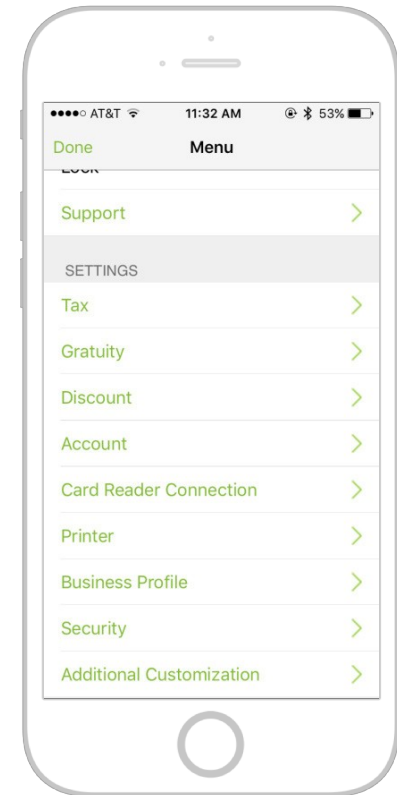 AT&T 11:32 AM 53%
Done Menu
Lock
Support
SETTINGS
Tax
Gratuity
Discount
Account
Card Reader Connection
Printer
Business Profile
Security
Additional Customization